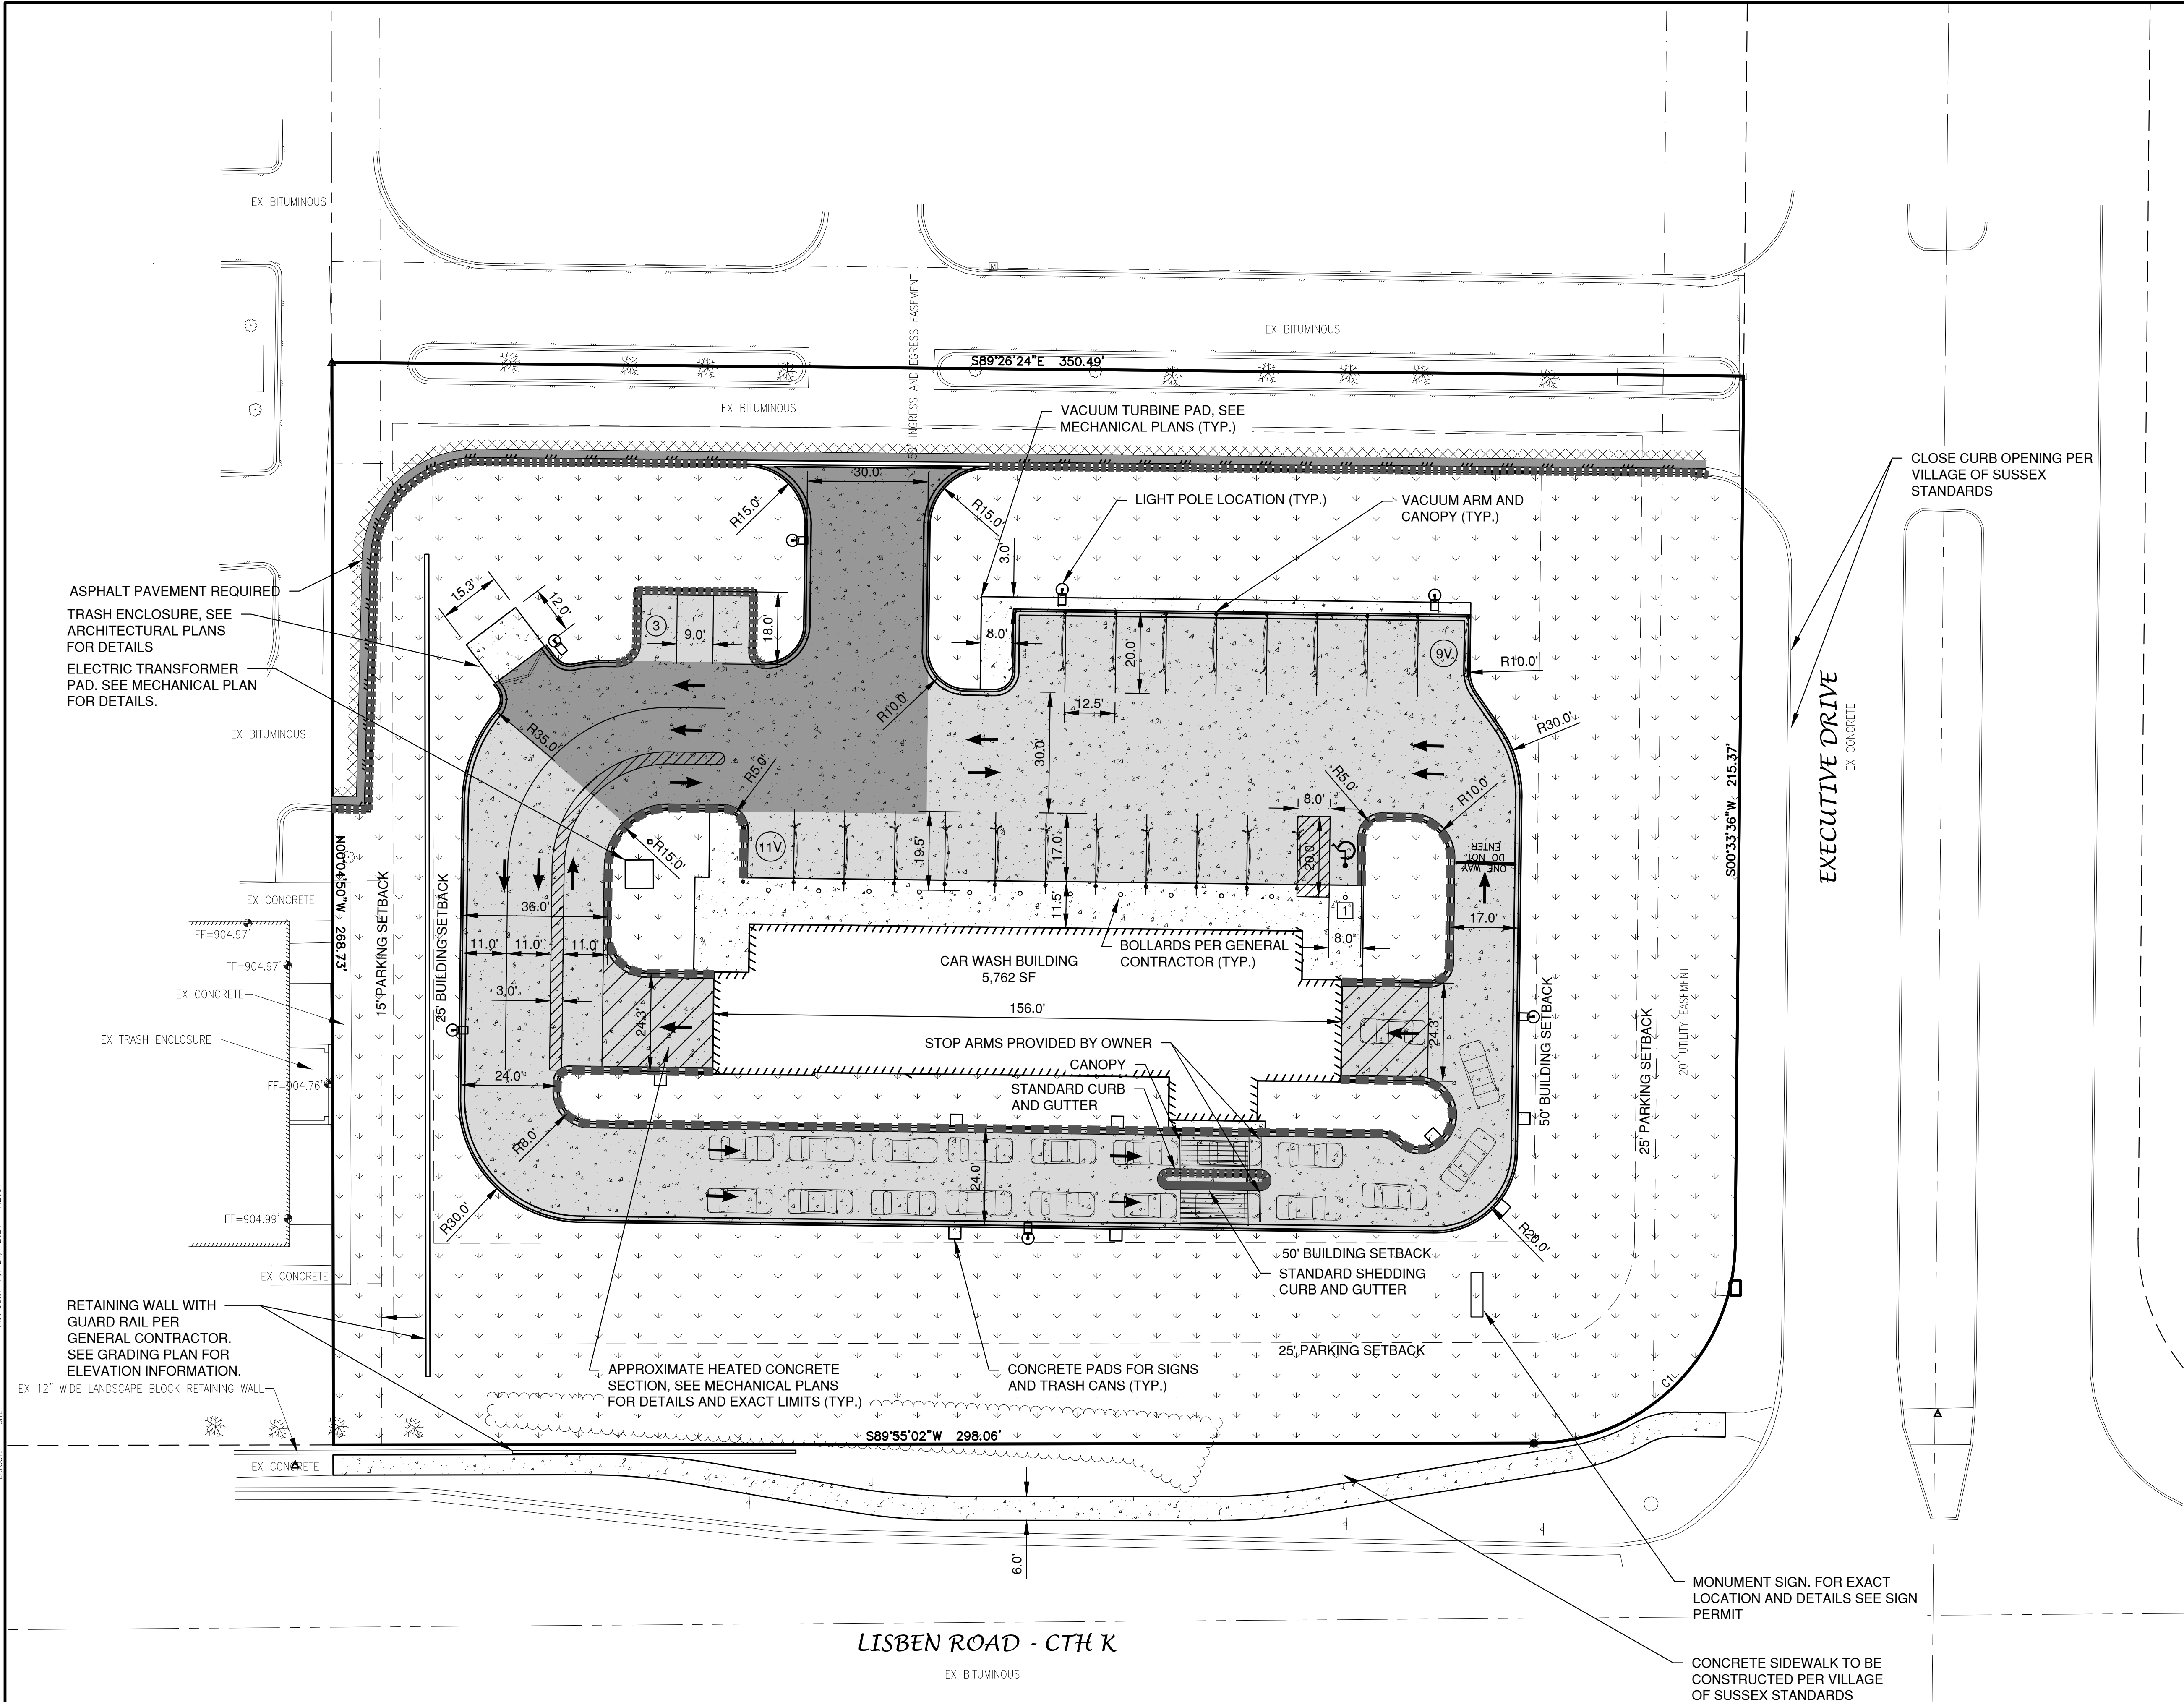 EX BITUMINOUS
50' INGRESS AND EGRESS EASEMENT
M
EX BITUMINOUS
S89°26'24"E 350.49'
EX BITUMINOUS
VACUUM TURBINE PAD, SEE
MECHANICAL PLANS (TYP.)
CLOSE CURB OPENING PER
VILLAGE OF SUSSEX
STANDARDS
30.0'
R15.0'
R15.0'
LIGHT POLE LOCATION (TYP.)
VACUUM ARM AND
CANOPY (TYP.)
3.0'
ASPHALT PAVEMENT REQUIRED
TRASH ENCLOSURE, SEE
ARCHITECTURAL PLANS
FOR DETAILS
ELECTRIC TRANSFORMER
PAD. SEE MECHANICAL PLAN
FOR DETAILS.
15.3'
12.0'
3
9.0'
18.0'
8.0'
20.0'
9V
R10.0'
R10.0'
12.5'
R30.0'
EX BITUMINOUS
R35.0'
30.0'
R5.0'
R5.0'
R10.0'
8.0'
EXECUTIVE DRIVE
EX CONCRETE
S00°33'36"W 215.37'
N00°04'50"W 268.73'
15' PARKING SETBACK
25' BUILDING SETBACK
R15.0'
11V
19.5'
17.0'
20.0'
ONE WAY
DO NOT
ENTER
EX CONCRETE
FF=904.97'
FF=904.97'
EX CONCRETE
EX TRASH ENCLOSURE
FF=904.76'
FF=904.99'
EX CONCRETE
36.0'
11.0'
11.0'
11.0'
3.0'
11.5'
1
8.0'
17.0'
BOLLARDS PER GENERAL
CONTRACTOR (TYP.)
CAR WASH BUILDING
5,762 SF
156.0'
24.3'
24.3'
STOP ARMS PROVIDED BY OWNER
CANOPY
STANDARD CURB
AND GUTTER
24.0'
50' BUILDING SETBACK
25' PARKING SETBACK
20' UTILITY EASEMENT
R8.0'
24.0'
R30.0'
R20.0'
50' BUILDING SETBACK
STANDARD SHEDDING
CURB AND GUTTER
RETAINING WALL WITH
GUARD RAIL PER
GENERAL CONTRACTOR.
SEE GRADING PLAN FOR
ELEVATION INFORMATION.
25' PARKING SETBACK
EX 12" WIDE LANDSCAPE BLOCK RETAINING WALL
APPROXIMATE HEATED CONCRETE
SECTION, SEE MECHANICAL PLANS
FOR DETAILS AND EXACT LIMITS (TYP.)
CONCRETE PADS FOR SIGNS
AND TRASH CANS (TYP.)
C1
S89°55'02"W 298.06'
EX CONCRETE
6.0'
MONUMENT SIGN. FOR EXACT
LOCATION AND DETAILS SEE SIGN
PERMIT
LISBEN ROAD - CTH K
EX BITUMINOUS
CONCRETE SIDEWALK TO BE
CONSTRUCTED PER VILLAGE
OF SUSSEX STANDARDS